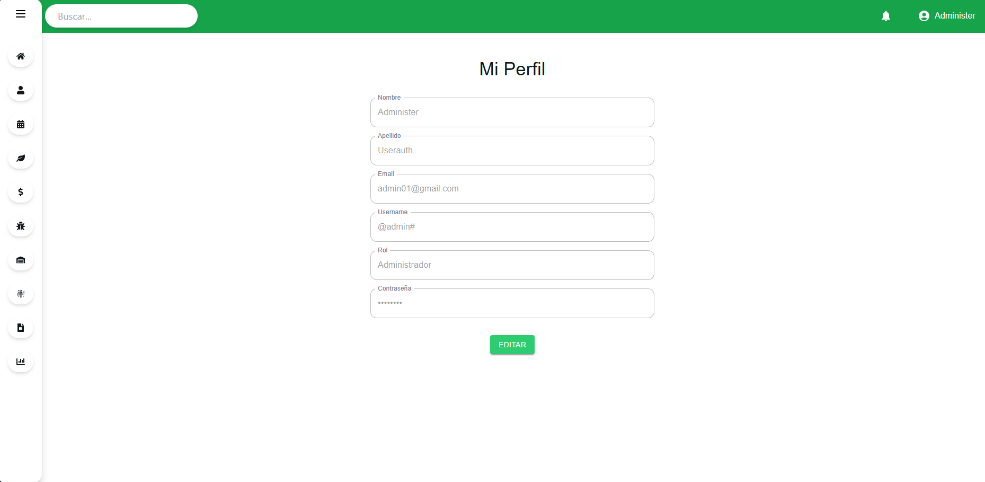 Buscar...
Administer
Mi Perfil
Nombre
Administer
Apellido
Userauth
Email
admin01@gmail.com
Username
@admin#
Rol
Administrador
Contraseña
********
EDITAR